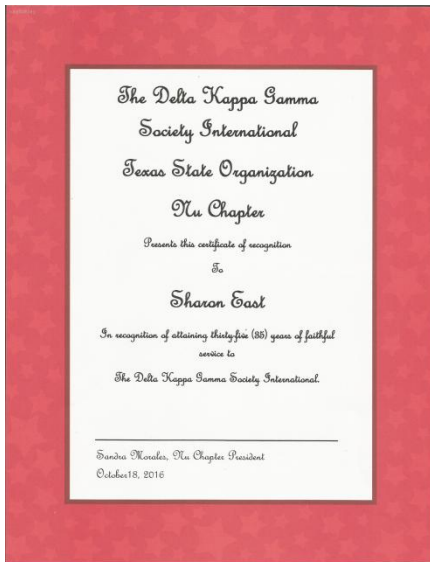 The Delta Kappa Gamma
Society International
Texas State Organization
Nu Chapter
Presents this certificate of recognition
To
Sharon East
In recognition of attaining thirty-five (35) years of faithful
service to
The Delta Kappa Gamma Society International.
Sandra Morales, Nu Chapter President
October18, 2016